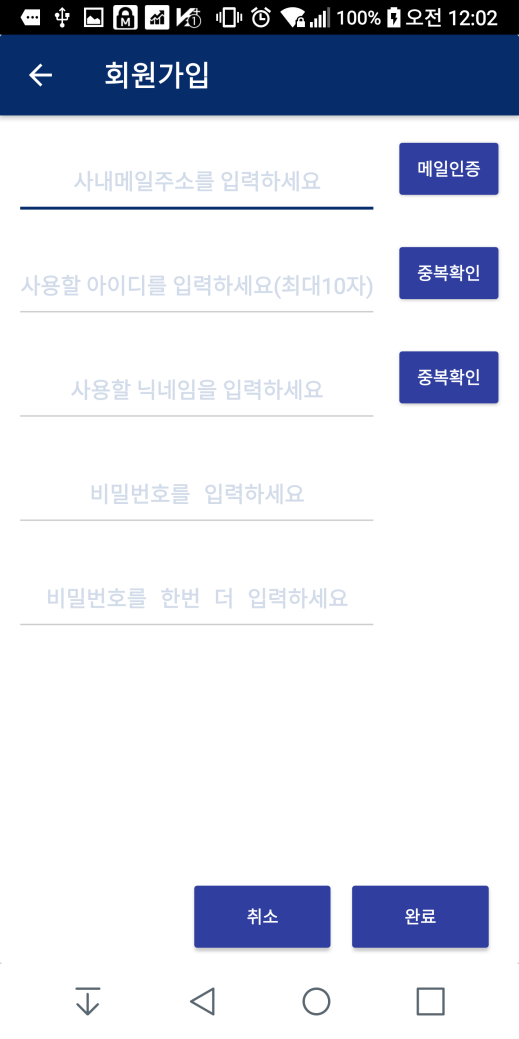 100% 오전 12:02
회원가입
사내메일주소를 입력하세요
메일인증
사용할 아이디를 입력하세요(최대10자)
중복확인
사용할 닉네임을 입력하세요
중복확인
비밀번호를 입력하세요
비밀번호를 한번 더 입력하세요
취소
완료